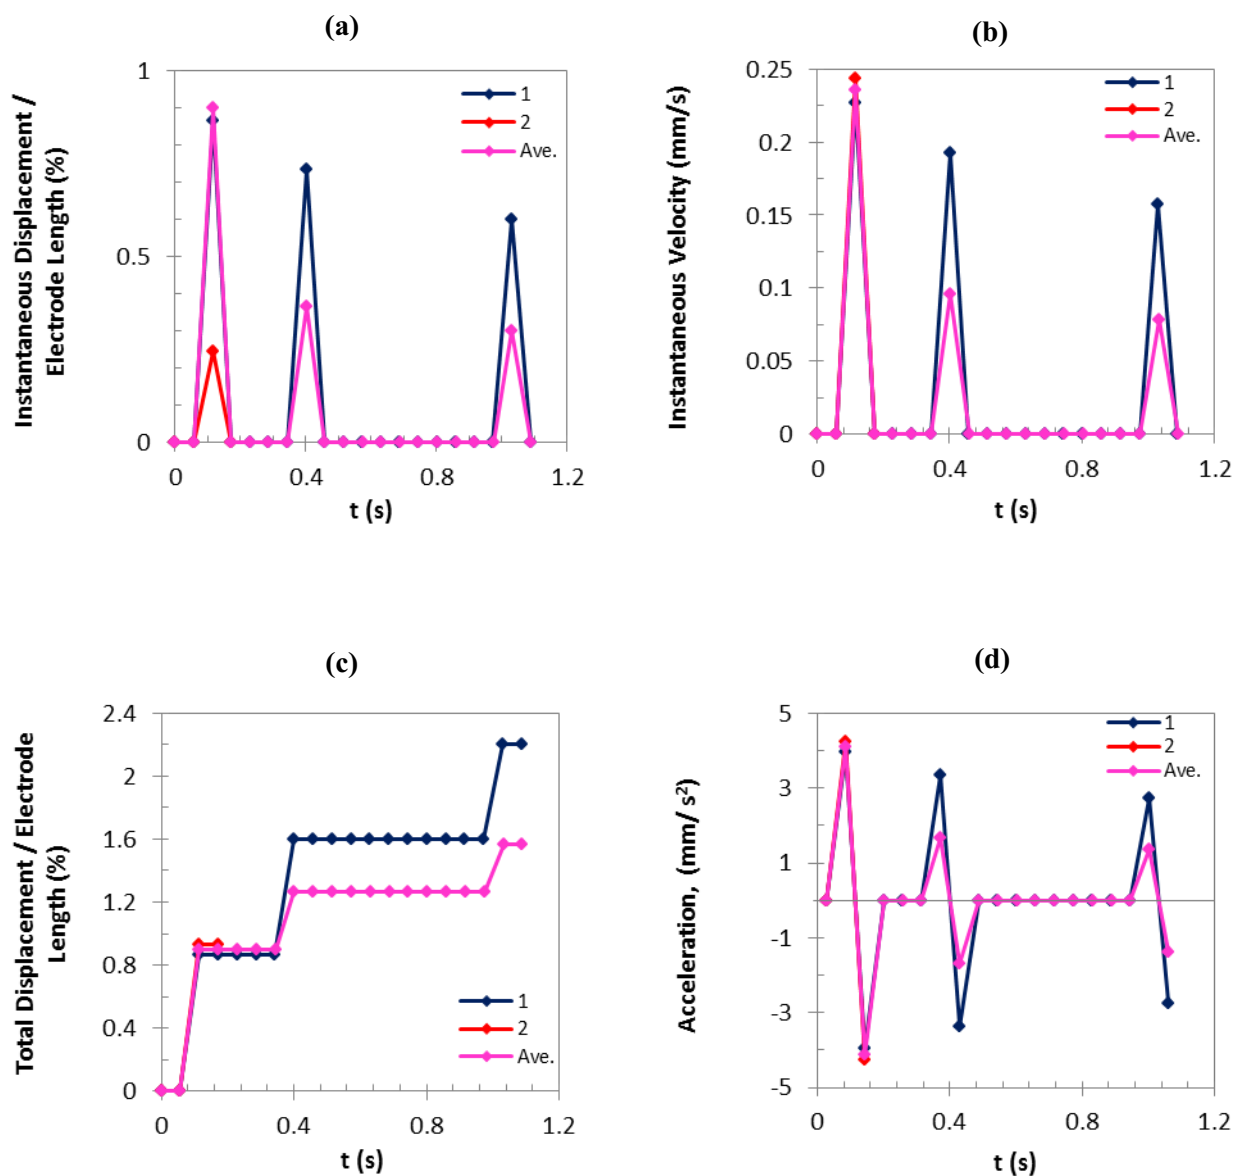 (a)
Instantaneous Displacement /
Electrode Length (%)
1
0.5
0
1
2
Ave.
0
0.4
0.8
1.2
t (s)
(b)
Instantaneous Velocity (mm/s)
0.25
0.2
0.15
0.1
0.05
0
1
2
Ave.
0
0.4
0.8
1.2
t (s)
(c)
Total Displacement / Electrode
Length (%)
2.4
2
1.6
1.2
0.8
0.4
0
1
2
Ave.
0
0.4
0.8
1.2
t (s)
(d)
Acceleration, (mm/ s²)
5
3
1
-1
-3
-5
1
2
Ave.
0
0.4
0.8
1.2
t (s)